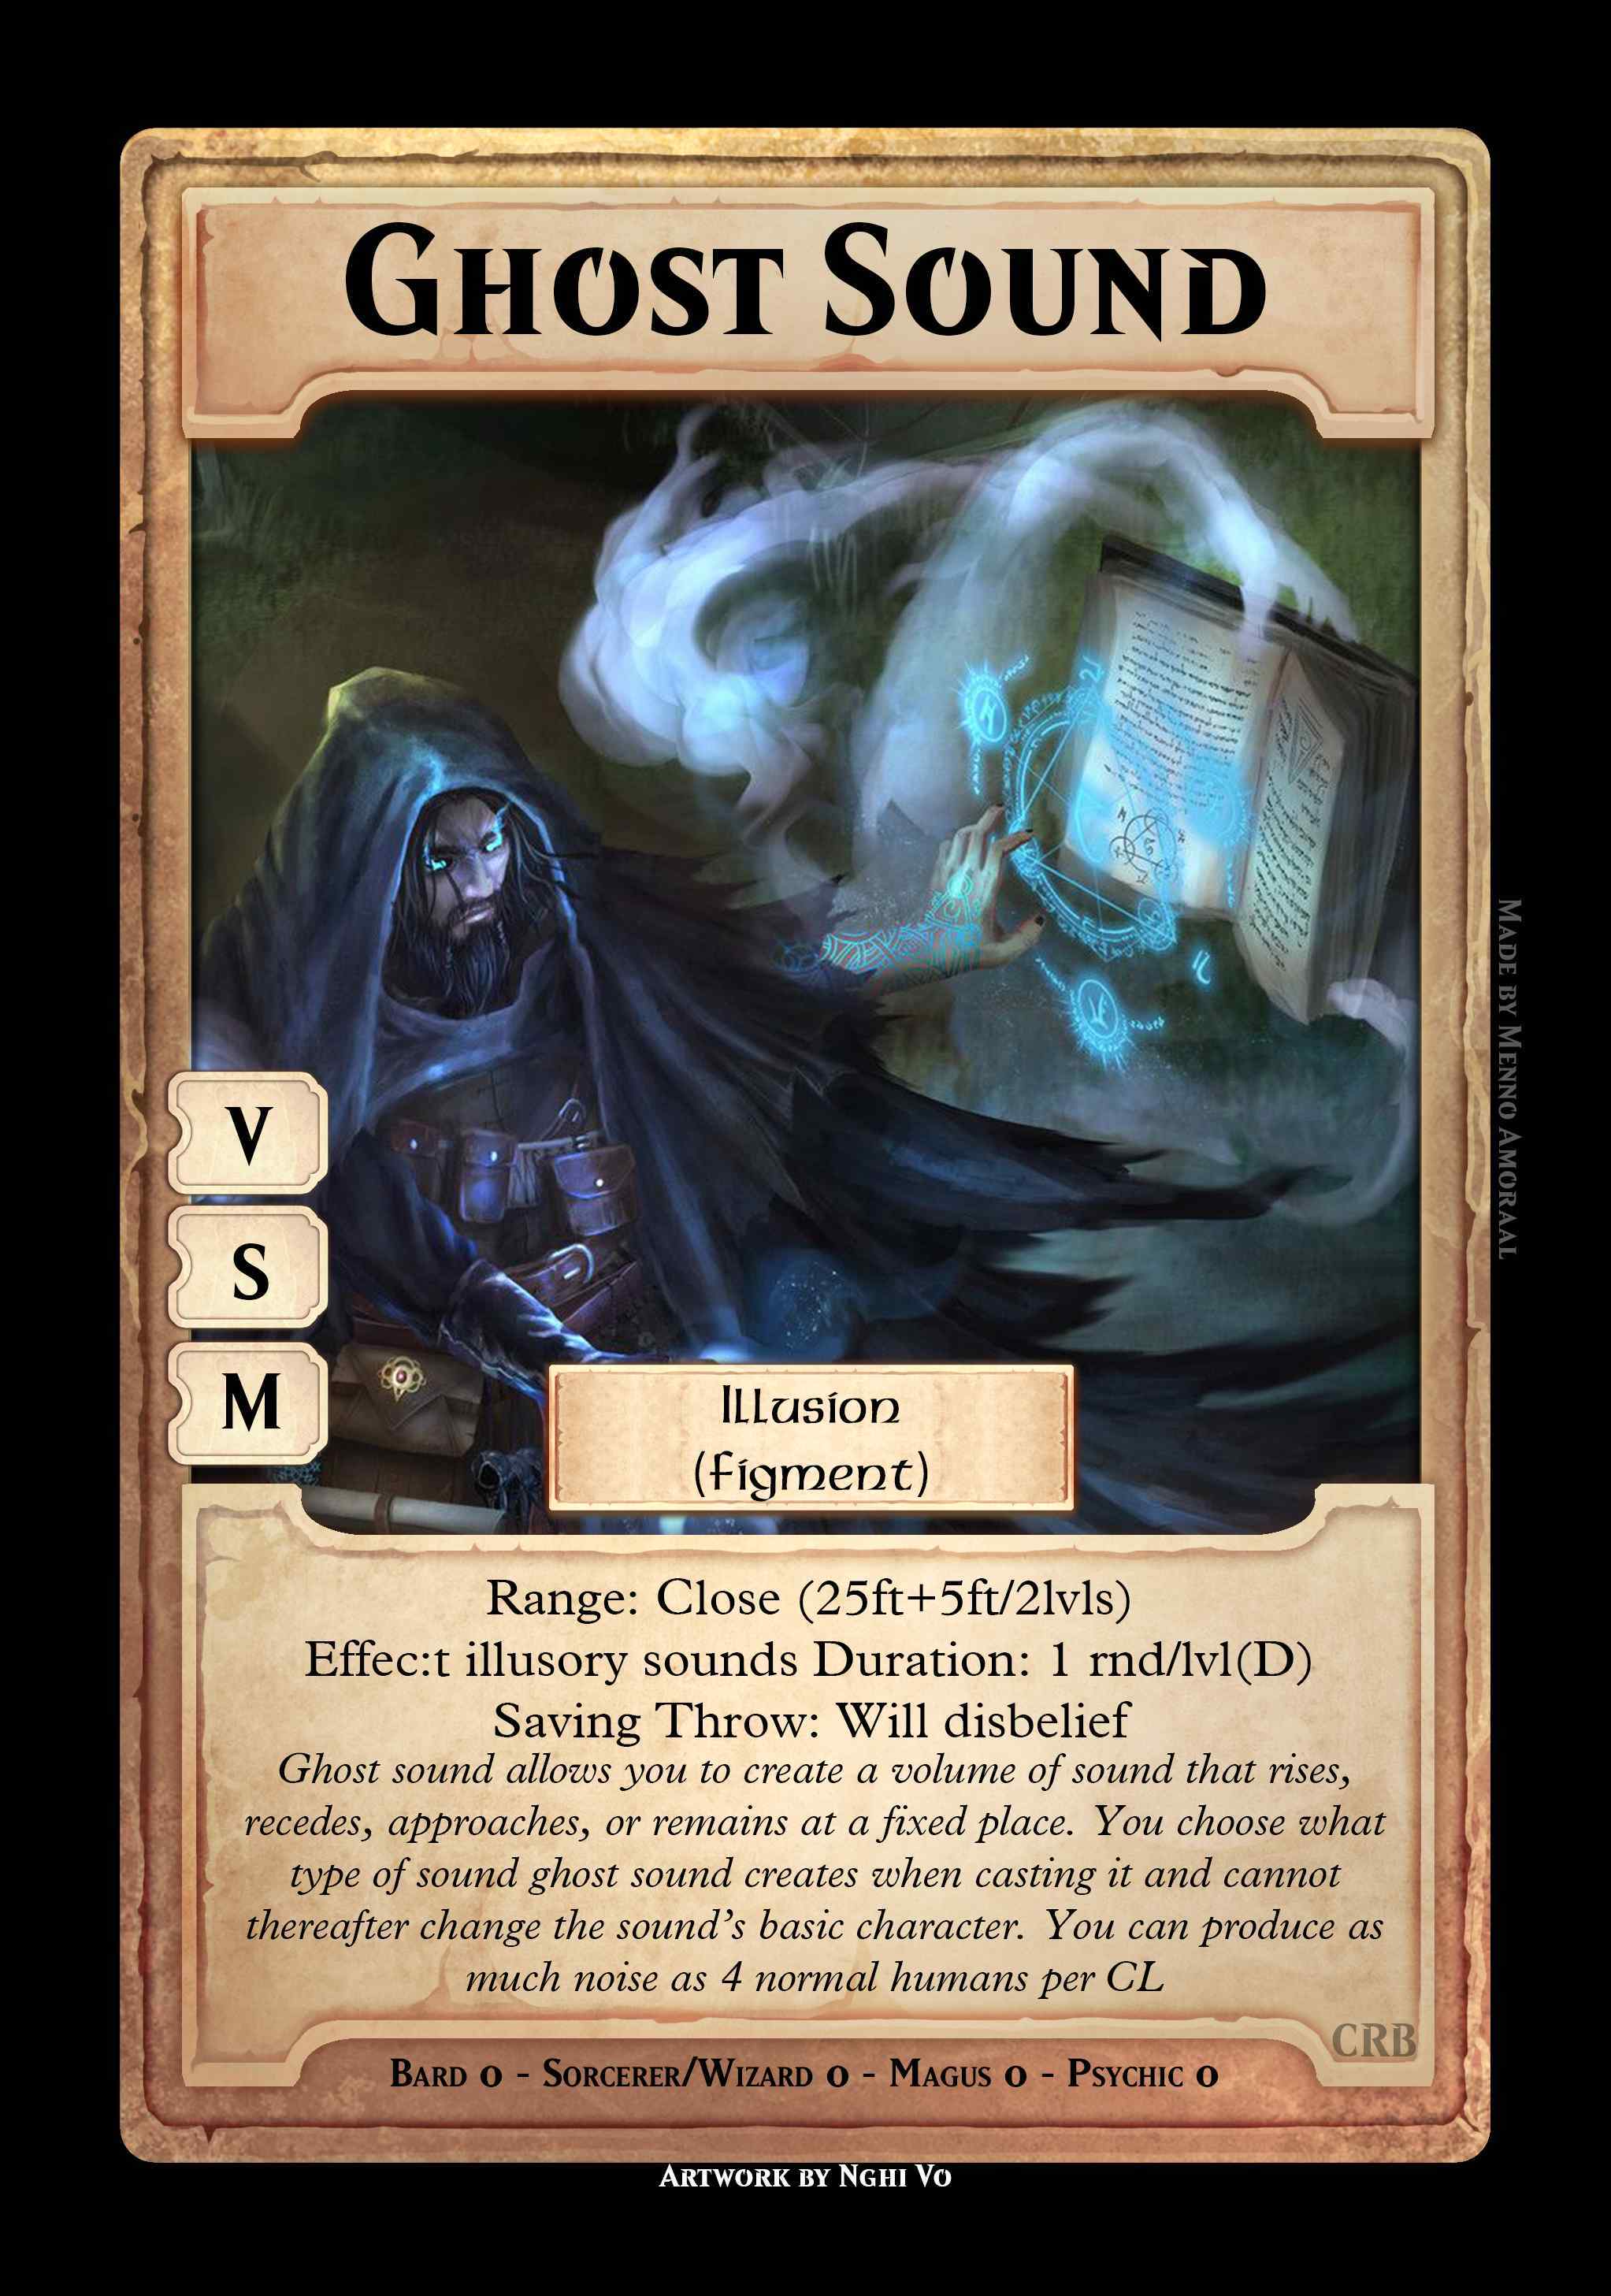 Ghost Sound
V
S
M
Illusion
(Figment)
Range: Close (25ft+5ft/2lvls)
Effec:t illusory sounds Duration: 1 rnd/lvl(D)
Saving Throw: Will disbelief
Ghost sound allows you to create a volume of sound that rises,
recedes, approaches, or remains at a fixed place. You choose what
type of sound ghost sound creates when casting it and cannot
thereafter change the sound's basic character. You can produce as
much noise as 4 normal humans per CL
CRB
Bard 0 - Sorcerer/Wizard 0 - Magus 0 - Psychic 0
Artwork by Nghi Vo
Made by Menno Amoraal